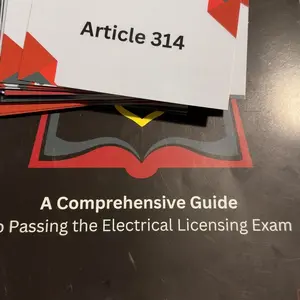 Article 314
A Comprehensive Guide
Passing the Electrical Licensing Exam